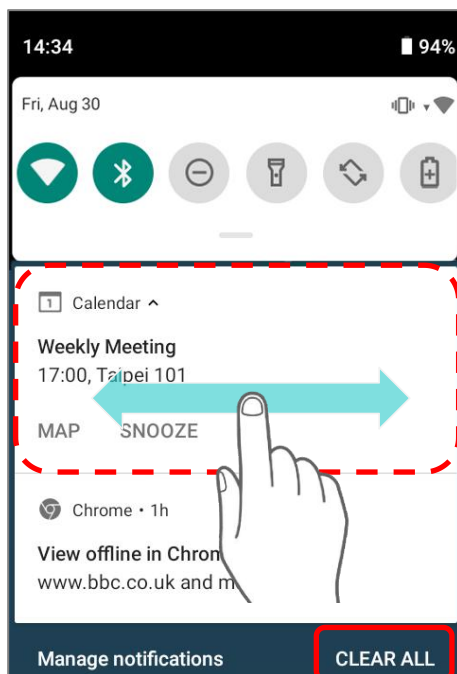 14:34 94%
Fri, Aug 30
1 Calendar
Weekly Meeting
17:00, Taipei 101
MAP SNOOZE
Chrome • 1h
View offline in
www.bbc.co.uk and
Manage notifications CLEAR ALL